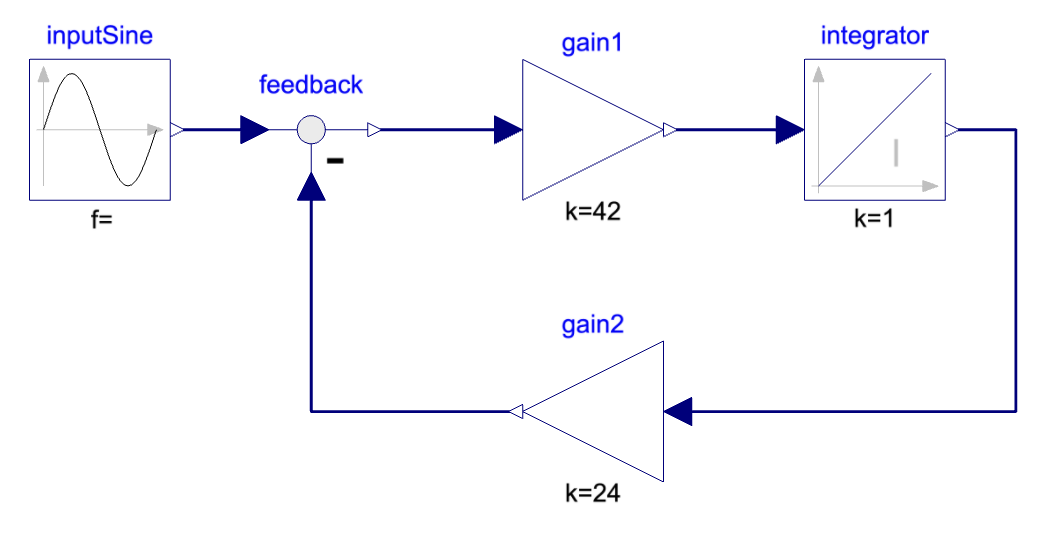 inputSine
feedback
gain1
integrator
-
I
f=
k=42
k=1
gain2
k=24